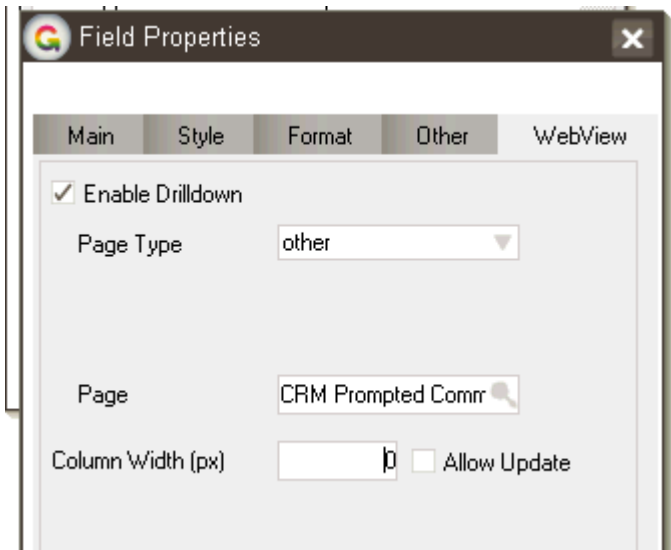 Field Properties
Main Style Format Other WebView
Enable Drilldown
Page Type other
Page CRM Prompted Comm
Column Width (px) 0 Allow Update